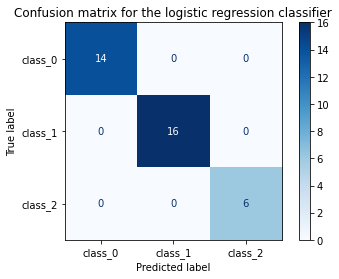 Confusion matrix for the logistic regression classifier
True label
class_0
14 0 0
class_1
0 16 0
class_2
0 0 6
class_0 class_1 class_2
Predicted label
16
14
12
10
8
6
4
2
0